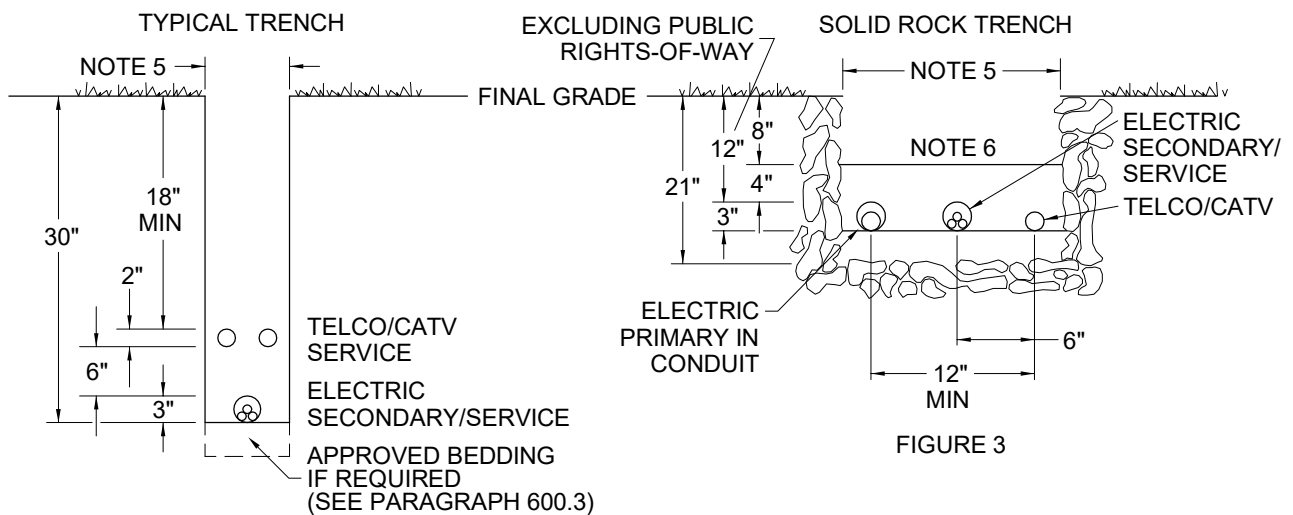 TYPICAL TRENCH
NOTE 5
30"
18"
MIN
2"
6"
3"
TELCO/CATV
SERVICE
ELECTRIC
SECONDARY/SERVICE
APPROVED BEDDING
IF REQUIRED
(SEE PARAGRAPH 600.3)
FINAL GRADE
EXCLUDING PUBLIC
RIGHTS-OF-WAY
SOLID ROCK TRENCH
NOTE 5
8"
12"
NOTE 6
4"
21"
3"
ELECTRIC
SECONDARY/
SERVICE
TELCO/CATV
ELECTRIC
PRIMARY IN
CONDUIT
6"
12"
MIN
FIGURE 3